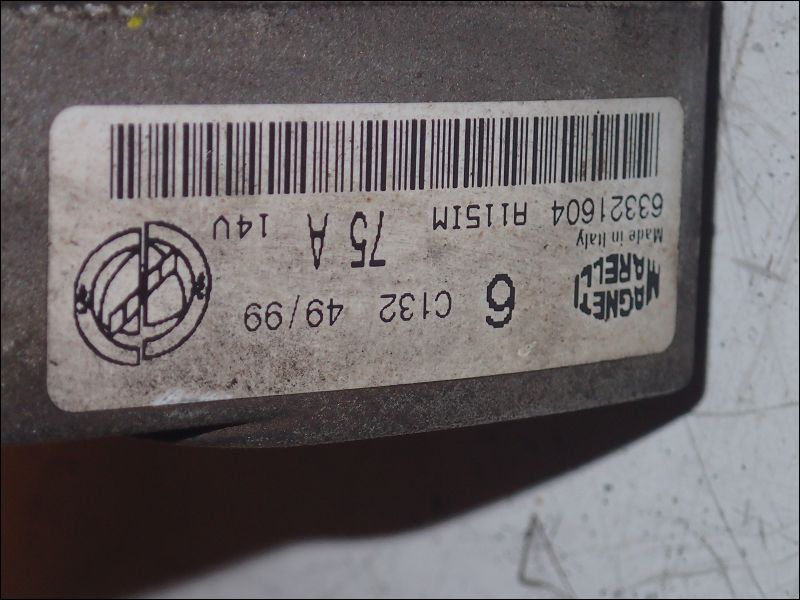 MAGNETI
MARELLI
6 C132 49/99
Made in Italy
75 A 14V
63321604 A115IM